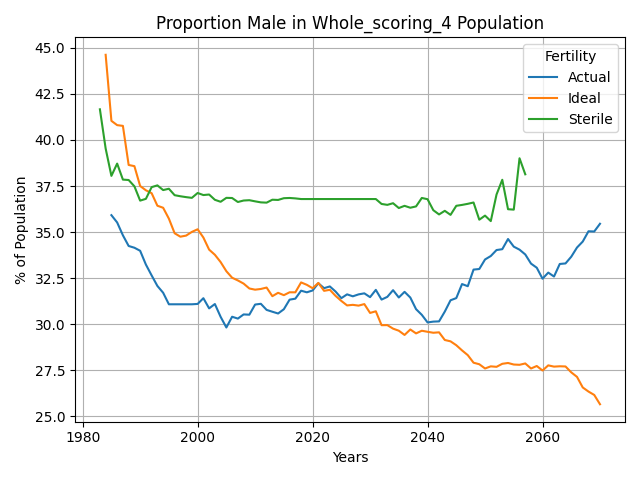 Proportion Male in Whole_scoring_4 Population
45.0
42.5
40.0
37.5
35.0
32.5
30.0
27.5
25.0
% of Population
Fertility
Actual
Ideal
Sterile
1980
2000
2020
2040
2060
Years